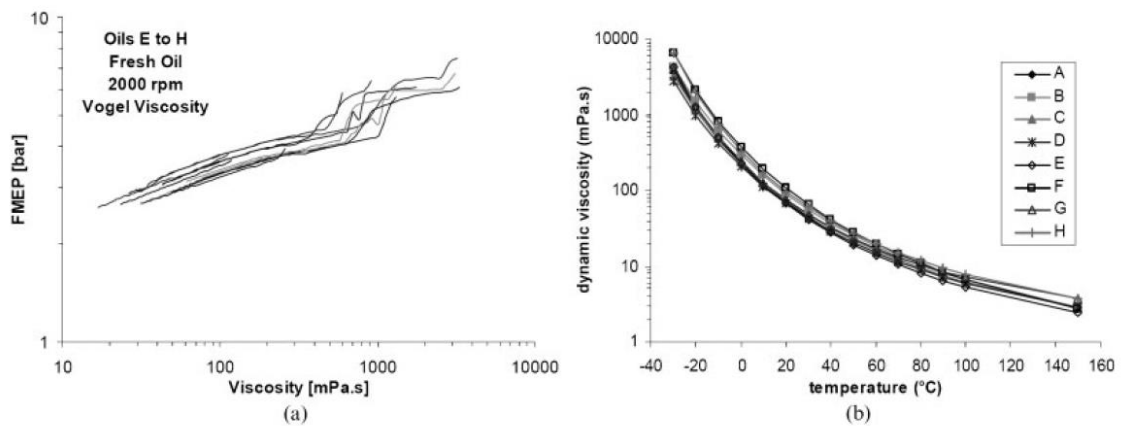 10
Oils E to H
Fresh Oil
2000 rpm
Vogel Viscosity
FMEP [bar]
1
10 100 1000 10000
Viscosity [mPa.s]
(a)
10000
1000
100
10
1
dynamic viscosity (mPa.s)
-40 -20 0 20 40 60 80 100 120 140 160
temperature (°C)
A
B
C
D
E
F
G
H
(b)